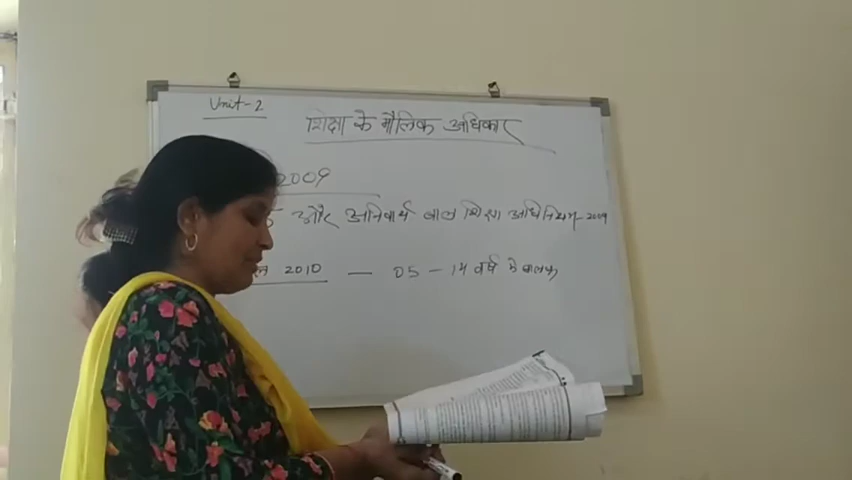 Unit-2
शिक्षा के मौलिक अधिकार
2009
और अनिवार्य बाल शिक्षा अधिनियम-2009
2010 — 05 - 14 वर्ष के बालक